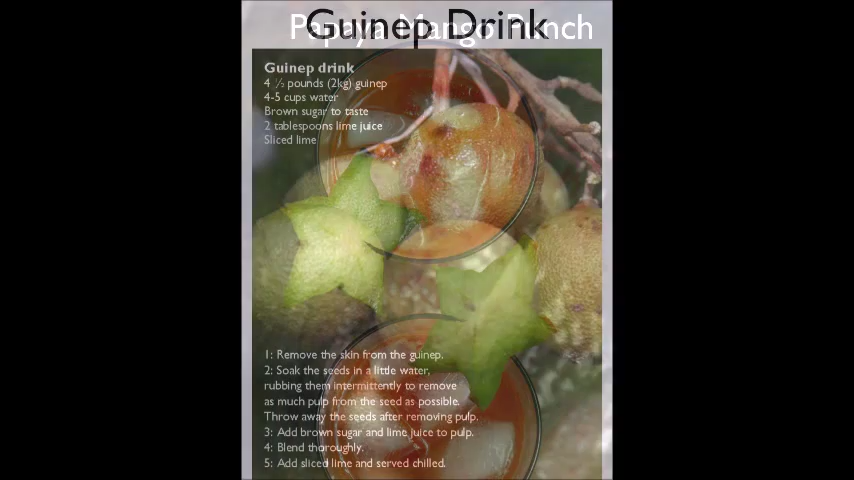 Guinep Drink
Papaya Mango Punch
Guinep drink
4 ½ pounds (2kg) guinep
4-5 cups water
Brown sugar to taste
2 tablespoons lime juice
Sliced lime
1: Remove the skin from the guinep.
2: Soak the seeds in a little water,
rubbing them intermittently to remove
as much pulp from the seed as possible.
Throw away the seeds after removing pulp.
3: Add brown sugar and lime juice to pulp.
4: Blend thoroughly.
5: Add sliced lime and served chilled.